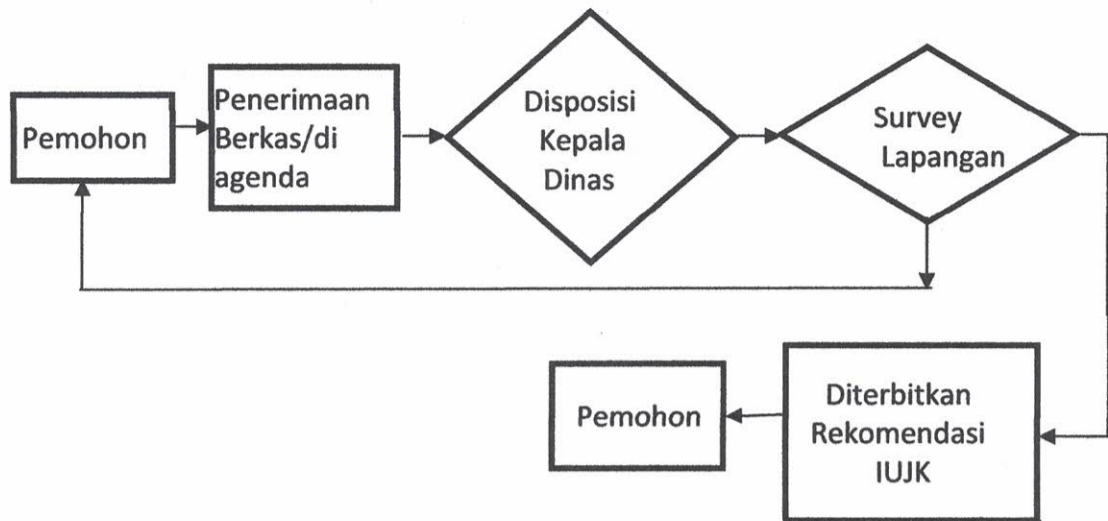 Pemohon
Penerimaan
Berkas/di
agenda
Disposisi
Kepala
Dinas
Survey
Lapangan
Pemohon
Diterbitkan
Rekomendasi
IUJK